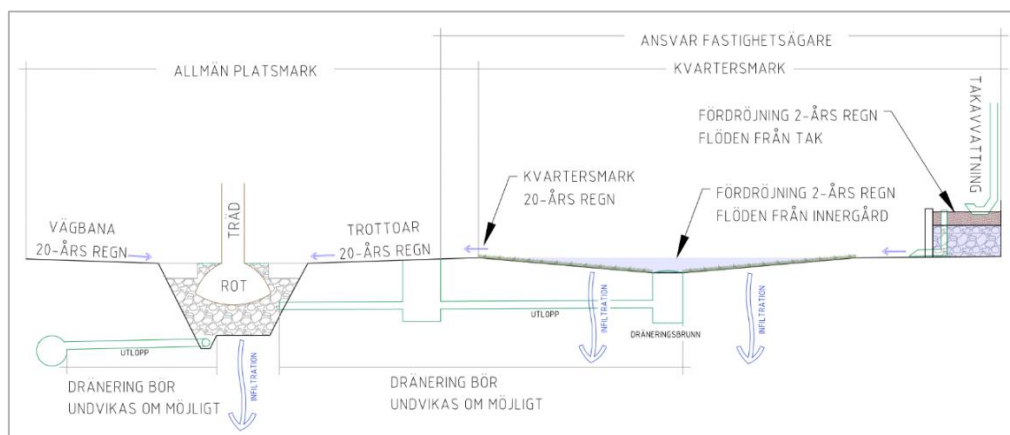 ANSVAR FASTIGHETSÄGARE
ALLMÄN PLATSMARK
KVARTERSMARK
TAKAVVATTNING
FÖRDRÖJNING 2-ÅRS REGN
FLÖDEN FRÅN TAK
KVARTERSMARK
20-ÅRS REGN
FÖRDRÖJNING 2-ÅRS REGN
FLÖDEN FRÅN INNERGÅRD
TRÄD
VÄGBANA
20-ÅRS REGN
TROTTOAR
20-ÅRS REGN
ROT
INFILTRATION
INFILTRATION
UTLOPP
DRÄNERINGSBRUNN
UTLOPP
INFILTRATION
DRÄNERING BÖR
UNDVIKAS OM MÖJLIGT
DRÄNERING BÖR
UNDVIKAS OM MÖJLIGT